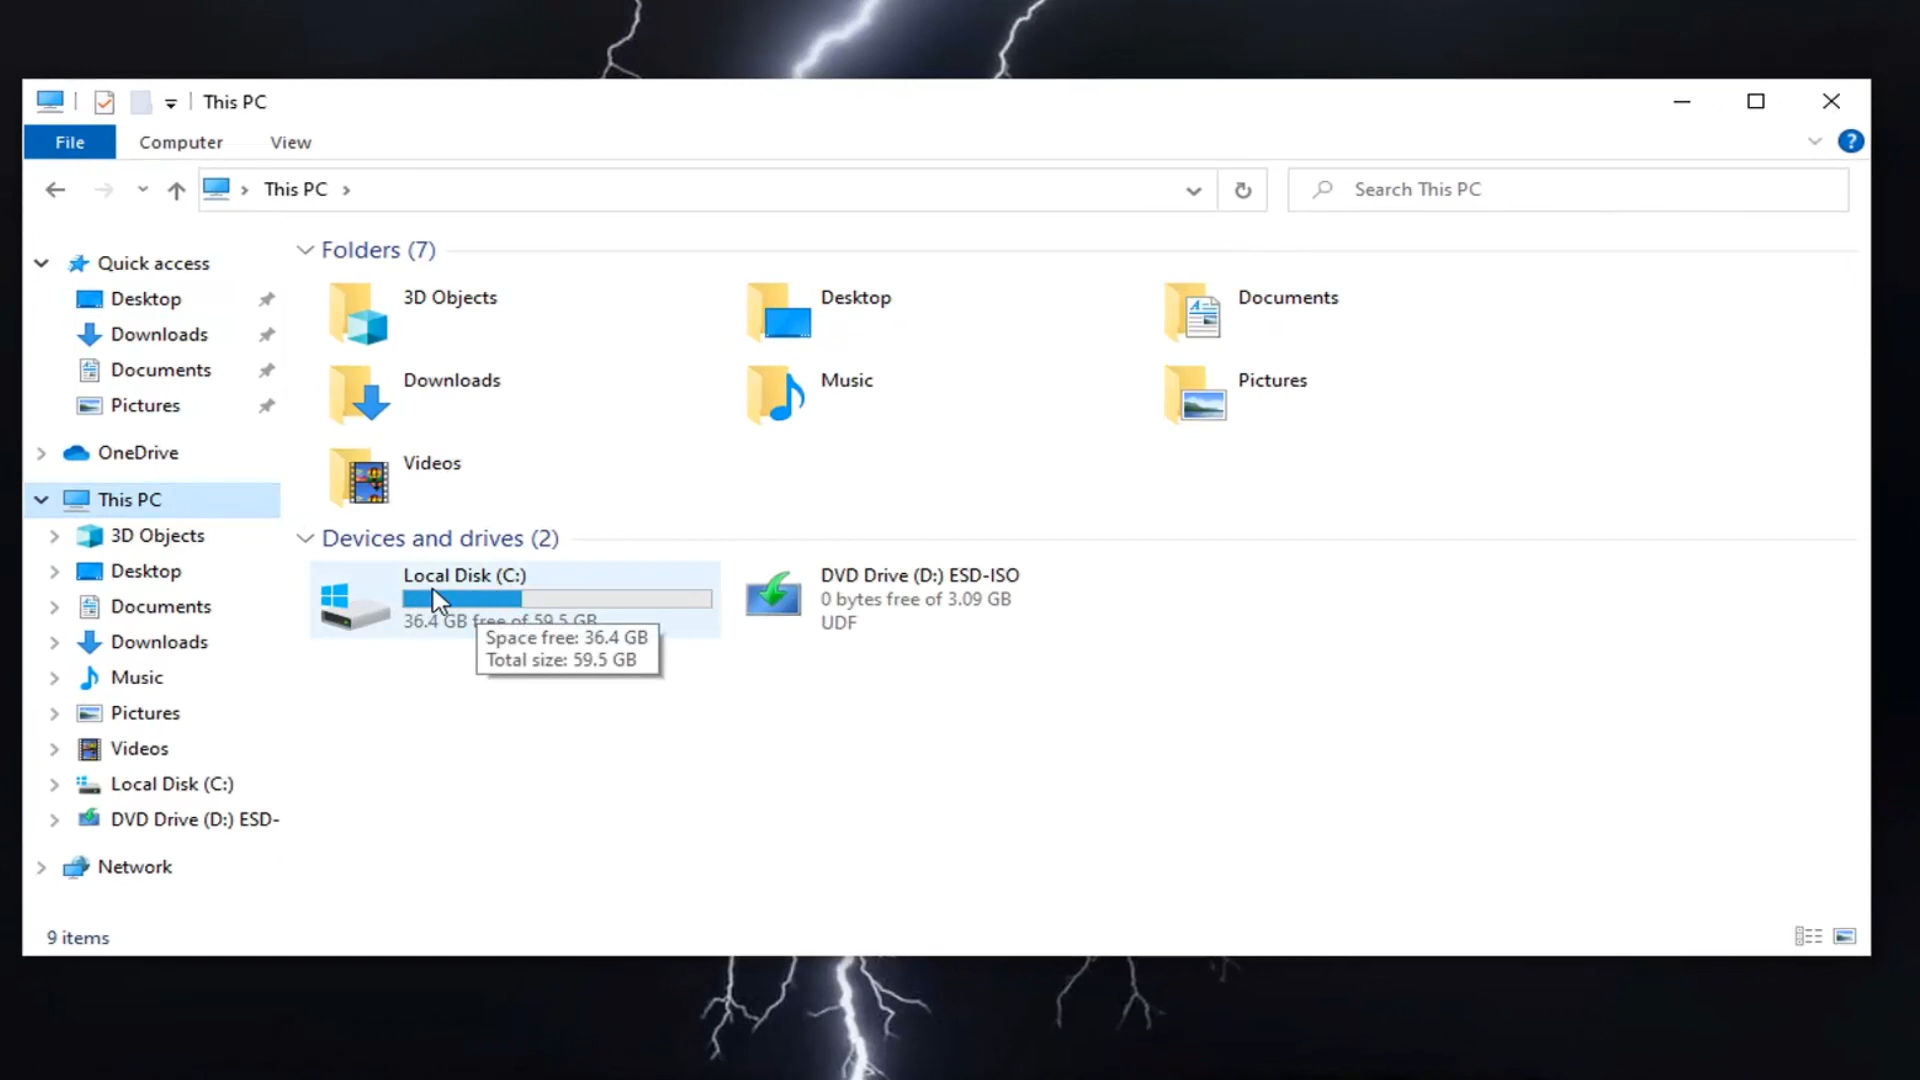 This PC
File
Computer
View
?
This PC
Search This PC
Quick access
Desktop
Downloads
Documents
Pictures
OneDrive
This PC
3D Objects
Desktop
Documents
Downloads
Music
Pictures
Videos
Local Disk (C:)
DVD Drive (D:) ESD-
Network
Folders (7)
3D Objects
Desktop
Documents
Downloads
Music
Pictures
Videos
Devices and drives (2)
Local Disk (C:)
36.4 GB free of 59.5 GB
Space free: 36.4 GB
Total size: 59.5 GB
DVD Drive (D:) ESD-ISO
0 bytes free of 3.09 GB
UDF
9 items